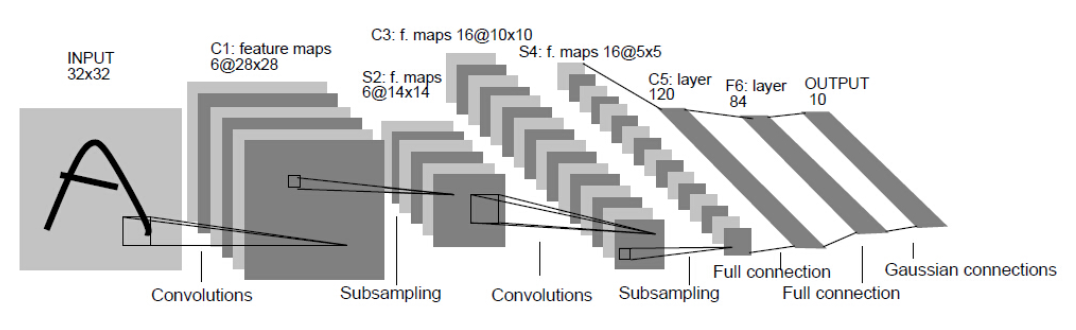 INPUT
32x32
C1: feature maps
6@28x28
S2: f. maps
6@14x14
C3: f. maps 16@10x10
S4: f. maps 16@5x5
C5: layer
120
F6: layer
84
OUTPUT
10
Convolutions
Subsampling
Convolutions
Subsampling
Full connection
Full connection
Gaussian connections